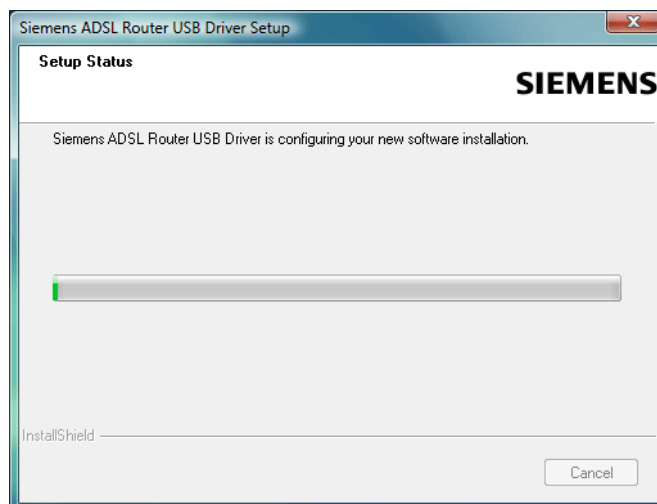 Siemens ADSL Router USB Driver Setup
Setup Status
SIEMENS
Siemens ADSL Router USB Driver is configuring your new software installation.
InstallShield
Cancel